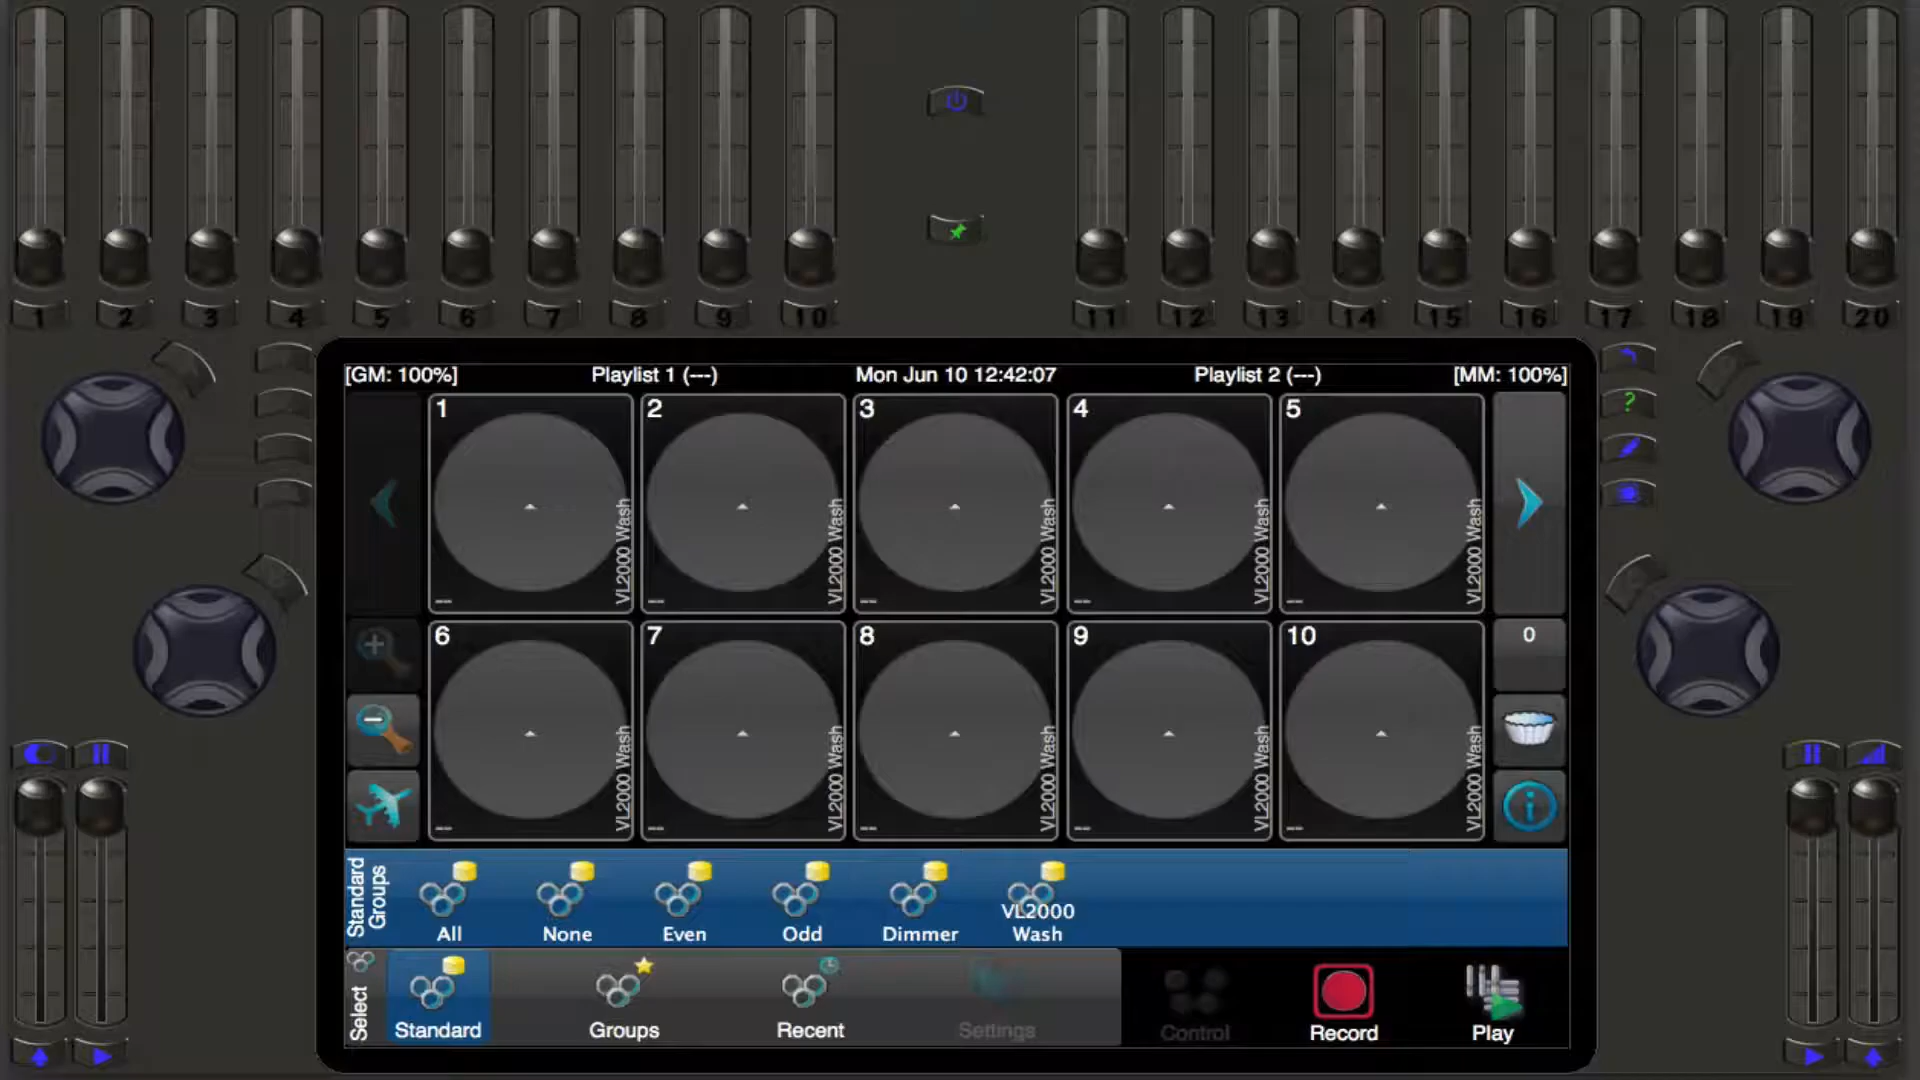 1 2 3 4 5 6 7 8 9 10 11 12 13 14 15 16 17 18 19 20
[GM: 100%] Playlist 1 (---) Mon Jun 10 12:42:07 Playlist 2 (---) [MM: 100%]
1 2 3 4 5
VL2000 Wash VL2000 Wash VL2000 Wash VL2000 Wash VL2000 Wash
-- -- -- -- --
6 7 8 9 10 0
VL2000 Wash VL2000 Wash VL2000 Wash VL2000 Wash VL2000 Wash
-- -- -- -- --
Standard
Groups
All None Even Odd Dimmer VL2000
Wash
Select
Standard Groups Recent Settings Control Record Play
?